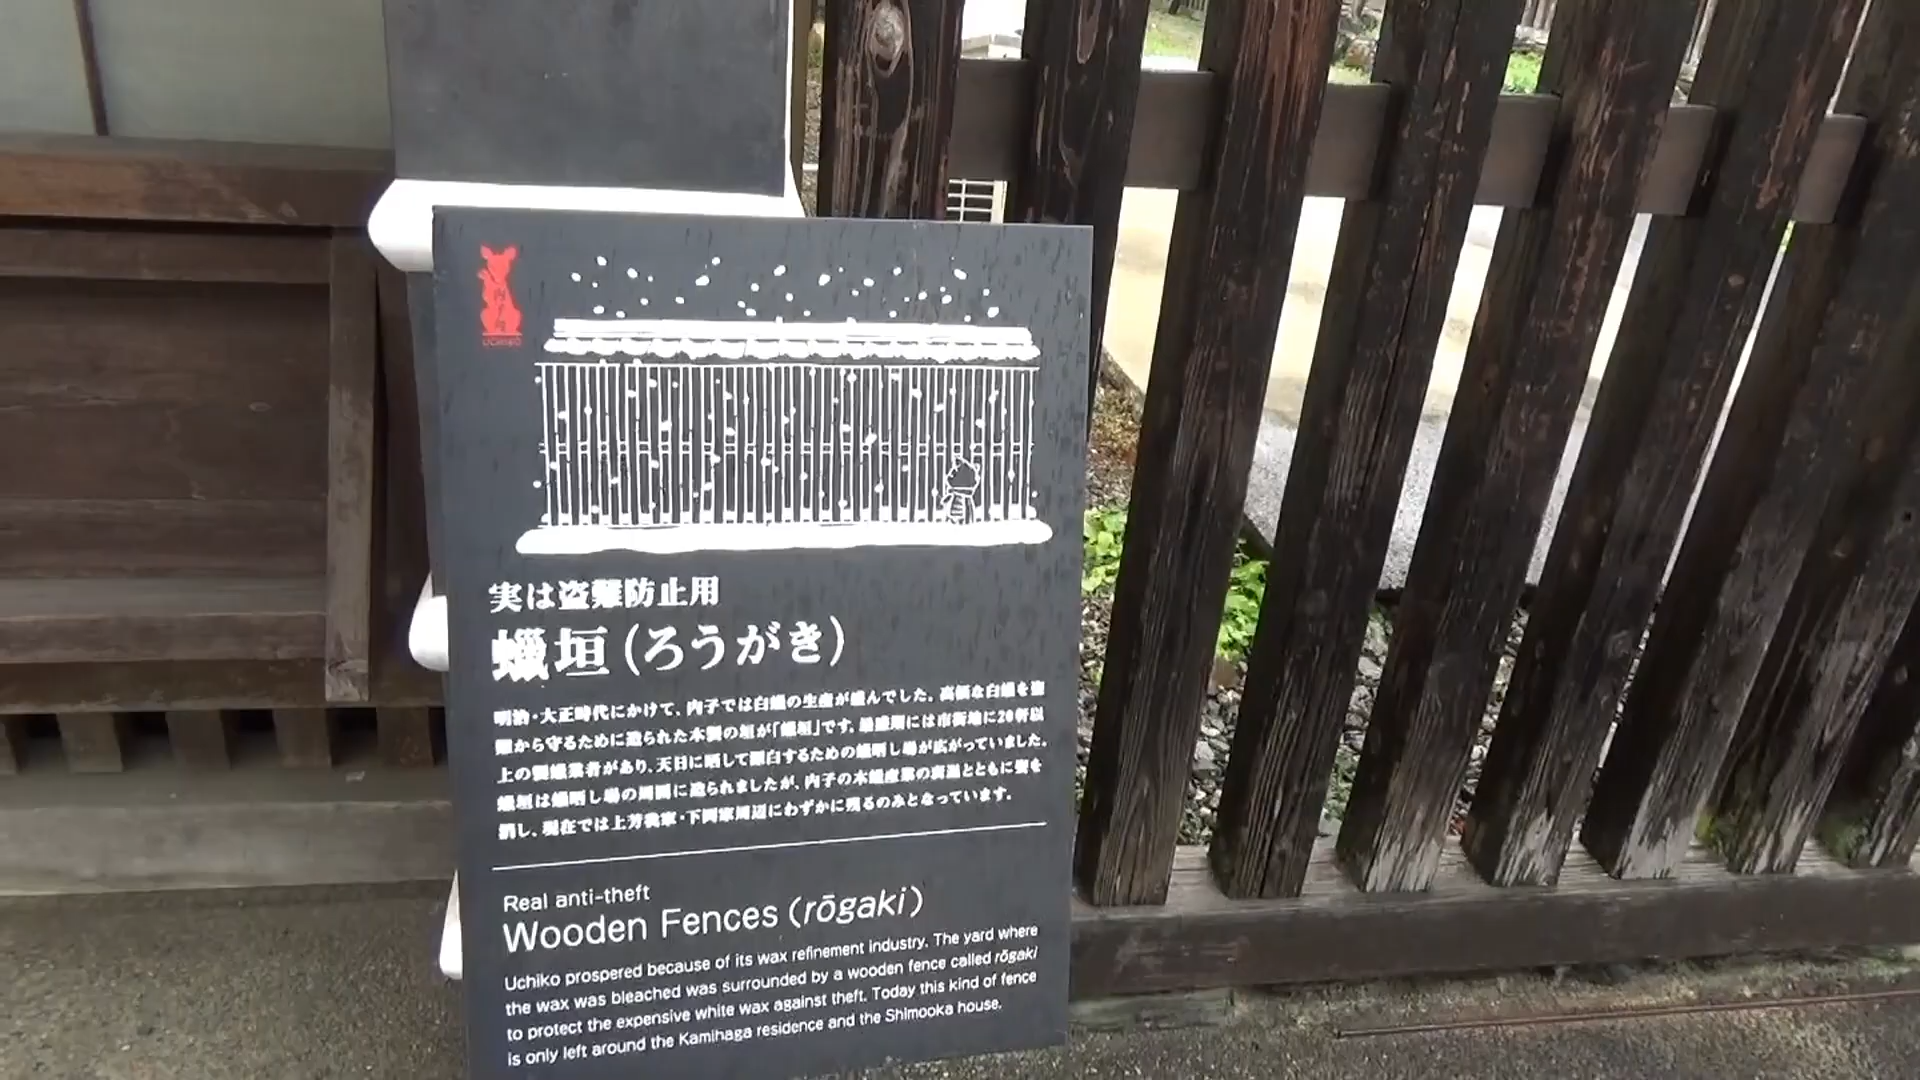 内子座
UCHIKO
実は盗難防止用
蠟垣(ろうがき)
明治・大正時代にかけて、内子では白蠟の生産が盛んでした。高価な白蠟を盗
難から守るために造られた木製の垣が「蠟垣」です。最盛期には市街地に20軒以
上の製蠟業者があり、天日に晒して漂白するための蠟晒し場が広がっていました。
蠟垣は蠟晒し場の周囲に造られましたが、内子の木蠟産業の衰退とともに姿を
消し、現在では上芳我家・下岡家周辺にわずかに残るのみとなっています。
Real anti-theft
Wooden Fences (rōgaki)
Uchiko prospered because of its wax refinement industry. The yard where
the wax was bleached was surrounded by a wooden fence called rōgaki
to protect the expensive white wax against theft. Today this kind of fence
is only left around the Kamihaga residence and the Shimooka house.